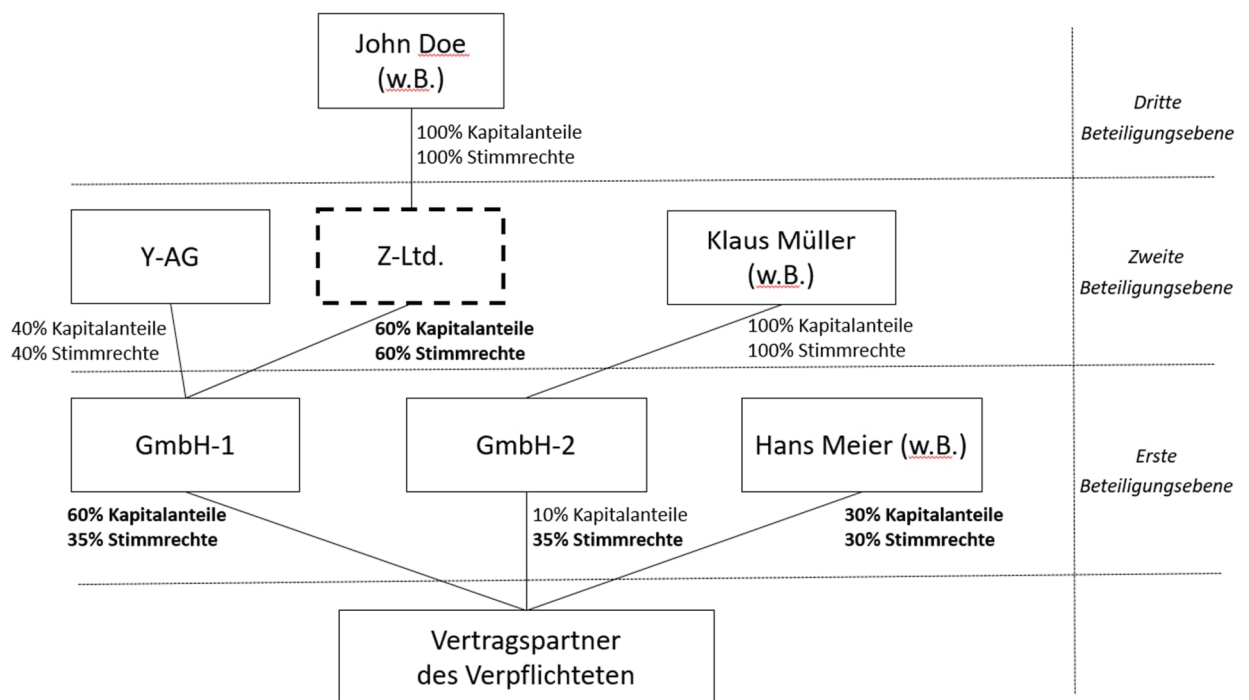 John Doe
(w.B.)
100% Kapitalanteile
100% Stimmrechte
Dritte
Beteiligungsebene
Y-AG
Z-Ltd.
Klaus Müller
(w.B.)
Zweite
Beteiligungsebene
40% Kapitalanteile
40% Stimmrechte
60% Kapitalanteile
60% Stimmrechte
100% Kapitalanteile
100% Stimmrechte
GmbH-1
GmbH-2
Hans Meier (w.B.)
Erste
Beteiligungsebene
60% Kapitalanteile
35% Stimmrechte
10% Kapitalanteile
35% Stimmrechte
30% Kapitalanteile
30% Stimmrechte
Vertragspartner
des Verpflichteten